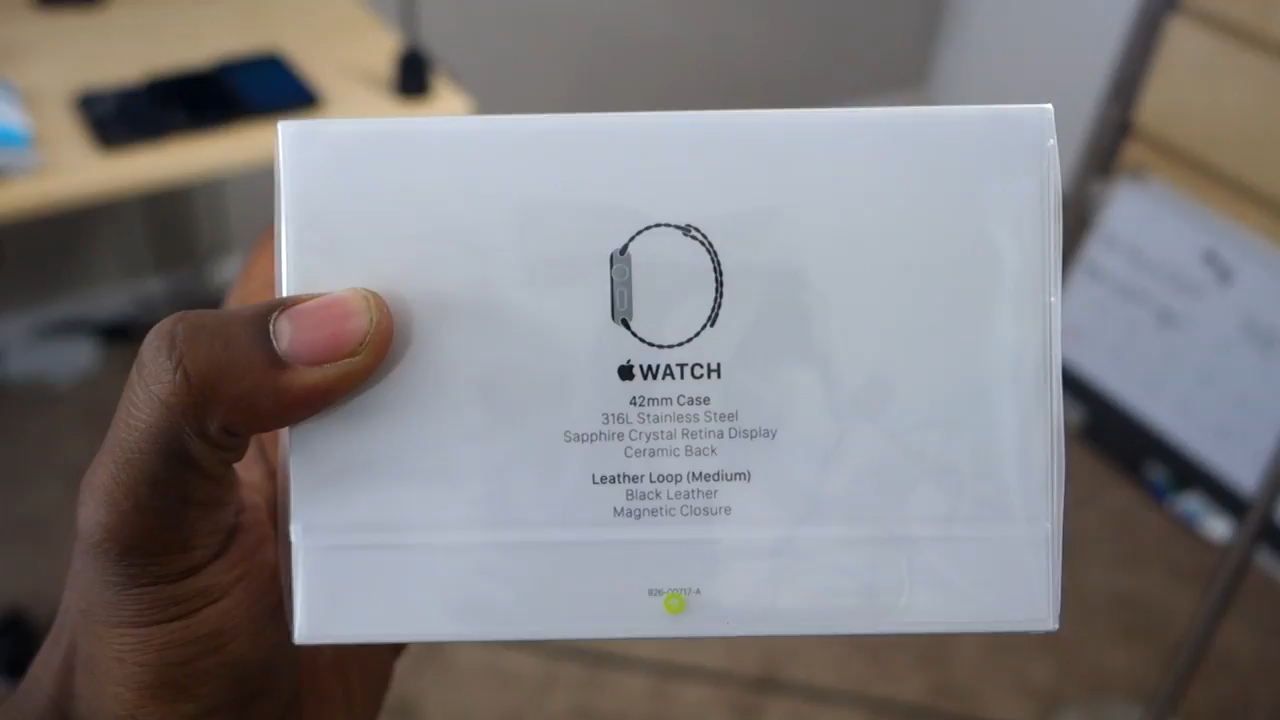 WATCH
42mm Case
316L Stainless Steel
Sapphire Crystal Retina Display
Ceramic Back
Leather Loop (Medium)
Black Leather
Magnetic Closure